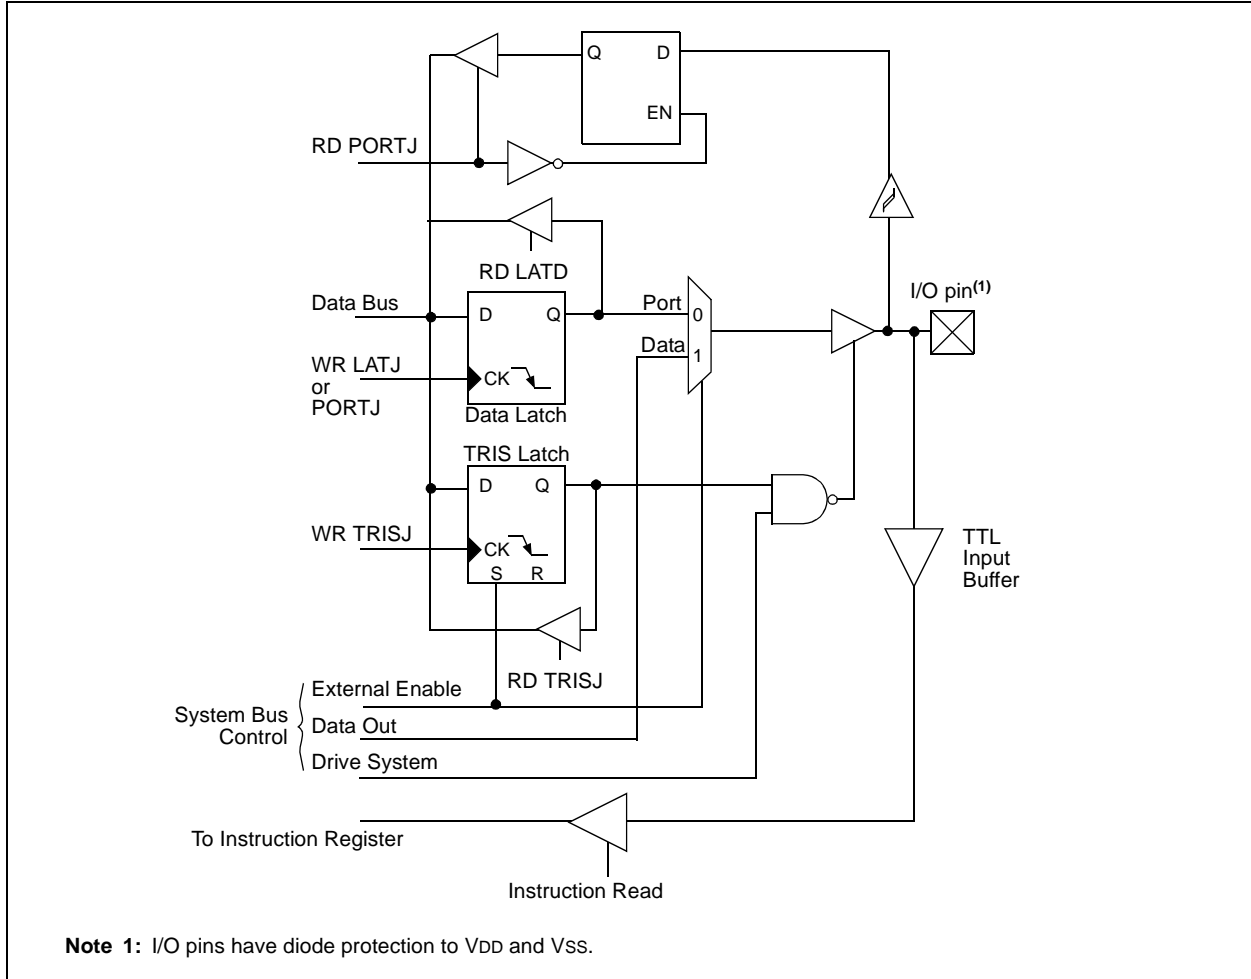 Q D
EN
RD PORTJ
RD LATD
I/O pin(1)
Data Bus
D Q
Port 0
Data 1
WR LATJ
or
PORTJ
CK
Data Latch
TRIS Latch
D Q
WR TRISJ
CK
S R
TTL
Input
Buffer
RD TRISJ
System Bus
Control
External Enable
Data Out
Drive System
To Instruction Register
Instruction Read
Note 1: I/O pins have diode protection to VDD and VSS.